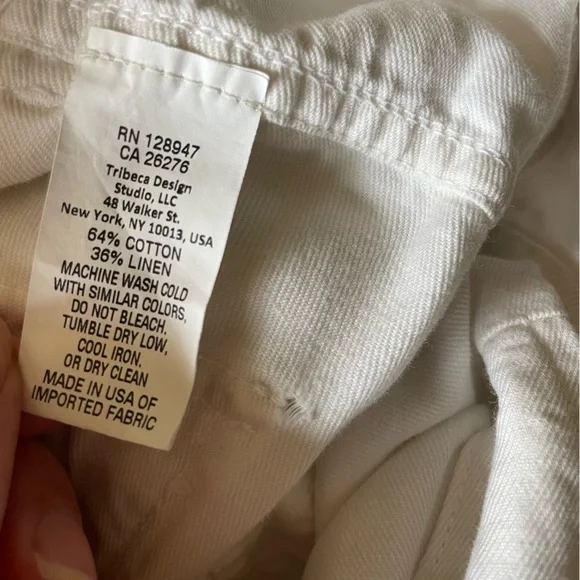 RN 128947
CA 26276
Tribeca Design
Studio, LLC
48 Walker St.
New York, NY 10013, USA
64% COTTON
36% LINEN
MACHINE WASH COLD
WITH SIMILAR COLORS,
DO NOT BLEACH,
TUMBLE DRY LOW,
COOL IRON,
OR DRY CLEAN
MADE IN USA OF
IMPORTED FABRIC